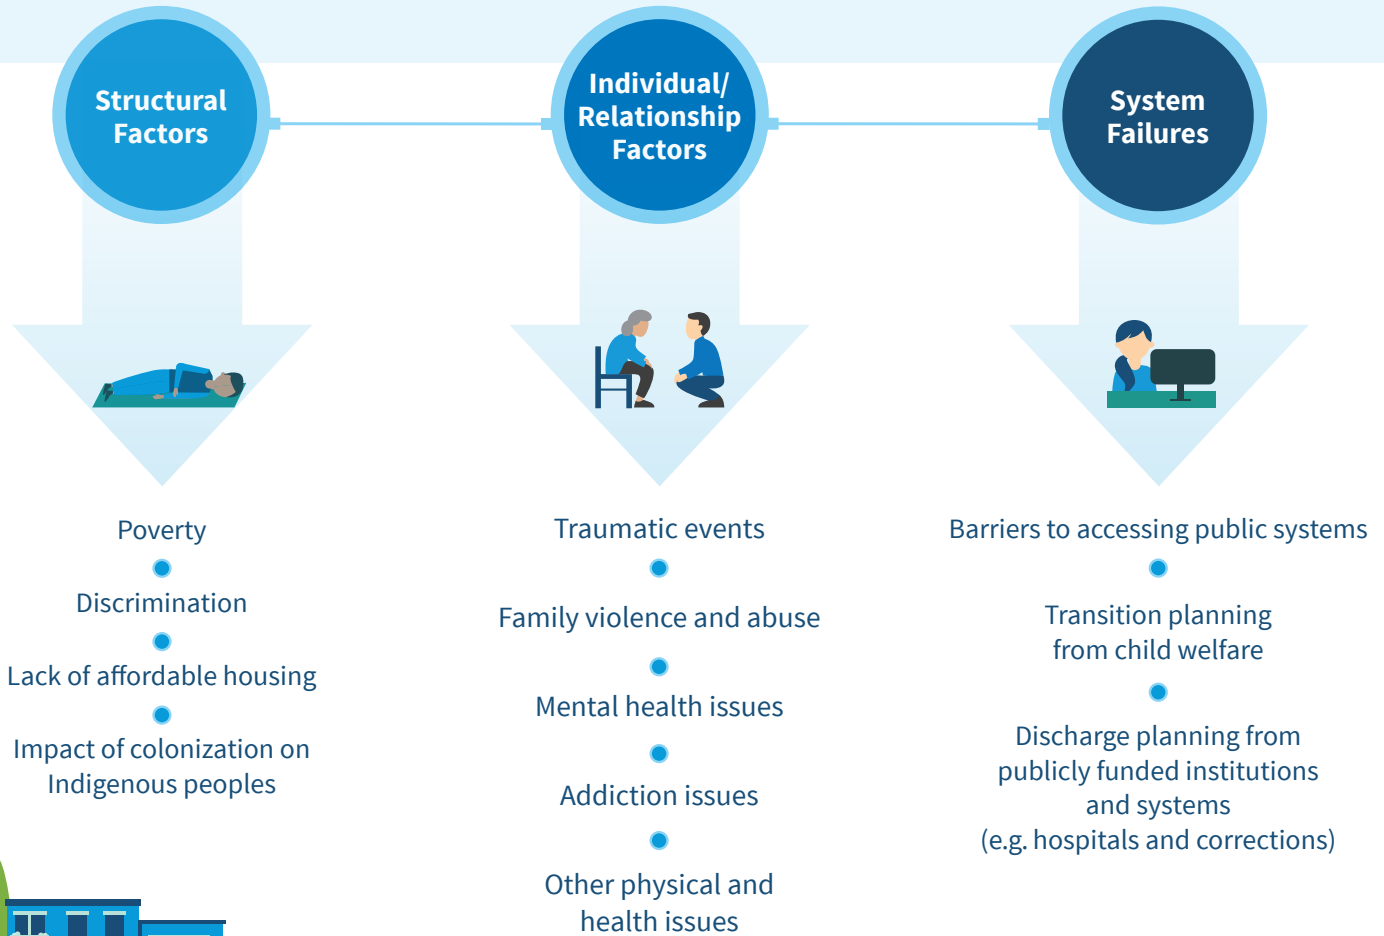 Structural
Factors
Individual/
Relationship
Factors
System
Failures
Poverty
Discrimination
Lack of affordable housing
Impact of colonization on
Indigenous peoples
Traumatic events
Family violence and abuse
Mental health issues
Addiction issues
Other physical and
health issues
Barriers to accessing public systems
Transition planning
from child welfare
Discharge planning from
publicly funded institutions
and systems
(e.g. hospitals and corrections)